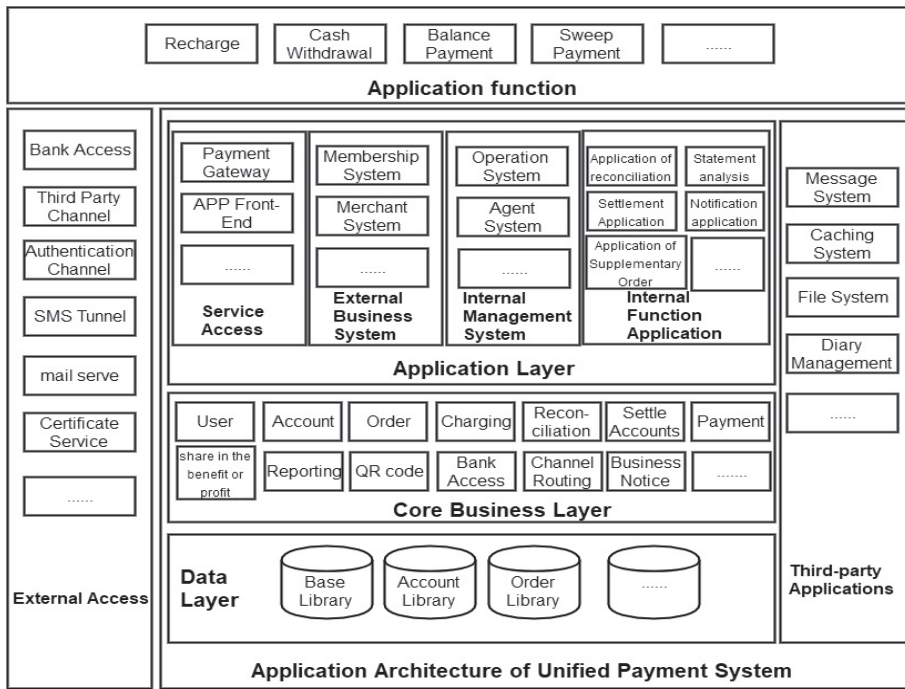 Recharge
Cash
Withdrawal
Balance
Payment
Sweep
Payment
......
Application function
Bank Access
Third Party
Channel
Authentication
Channel
SMS Tunnel
mail serve
Certificate
Service
......
External Access
Payment
Gateway
APP Front-
End
......
Service
Access
Membership
System
Merchant
System
......
External
Business
System
Operation
System
Agent
System
......
Internal
Management
System
Application of
reconciliation
Statement
analysis
Settlement
Application
Notification
application
Application of
Supplementary
Order
......
Internal
Function
Application
Application Layer
User
Account
Order
Charging
Recon-
ciliation
Settle
Accounts
Payment
share in the
benefit or
profit
Reporting
QR code
Bank
Access
Channel
Routing
Business
Notice
.......
Core Business Layer
Data
Layer
Base
Library
Account
Library
Order
Library
......
Message
System
Caching
System
File System
Diary
Management
......
Third-party
Applications
Application Architecture of Unified Payment System